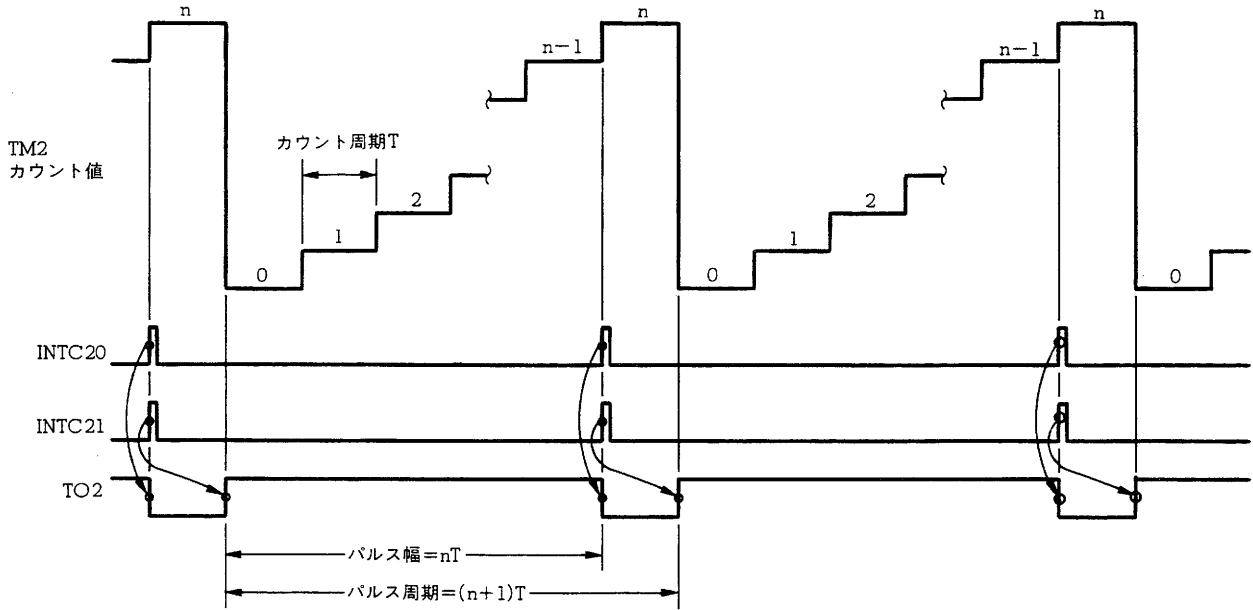 n
n
n
n−1
n−1
TM2
カウント値
カウント周期T
2
2
1
1
0
0
0
INTC20
INTC21
TO2
パルス幅=nT
パルス周期=(n+1)T